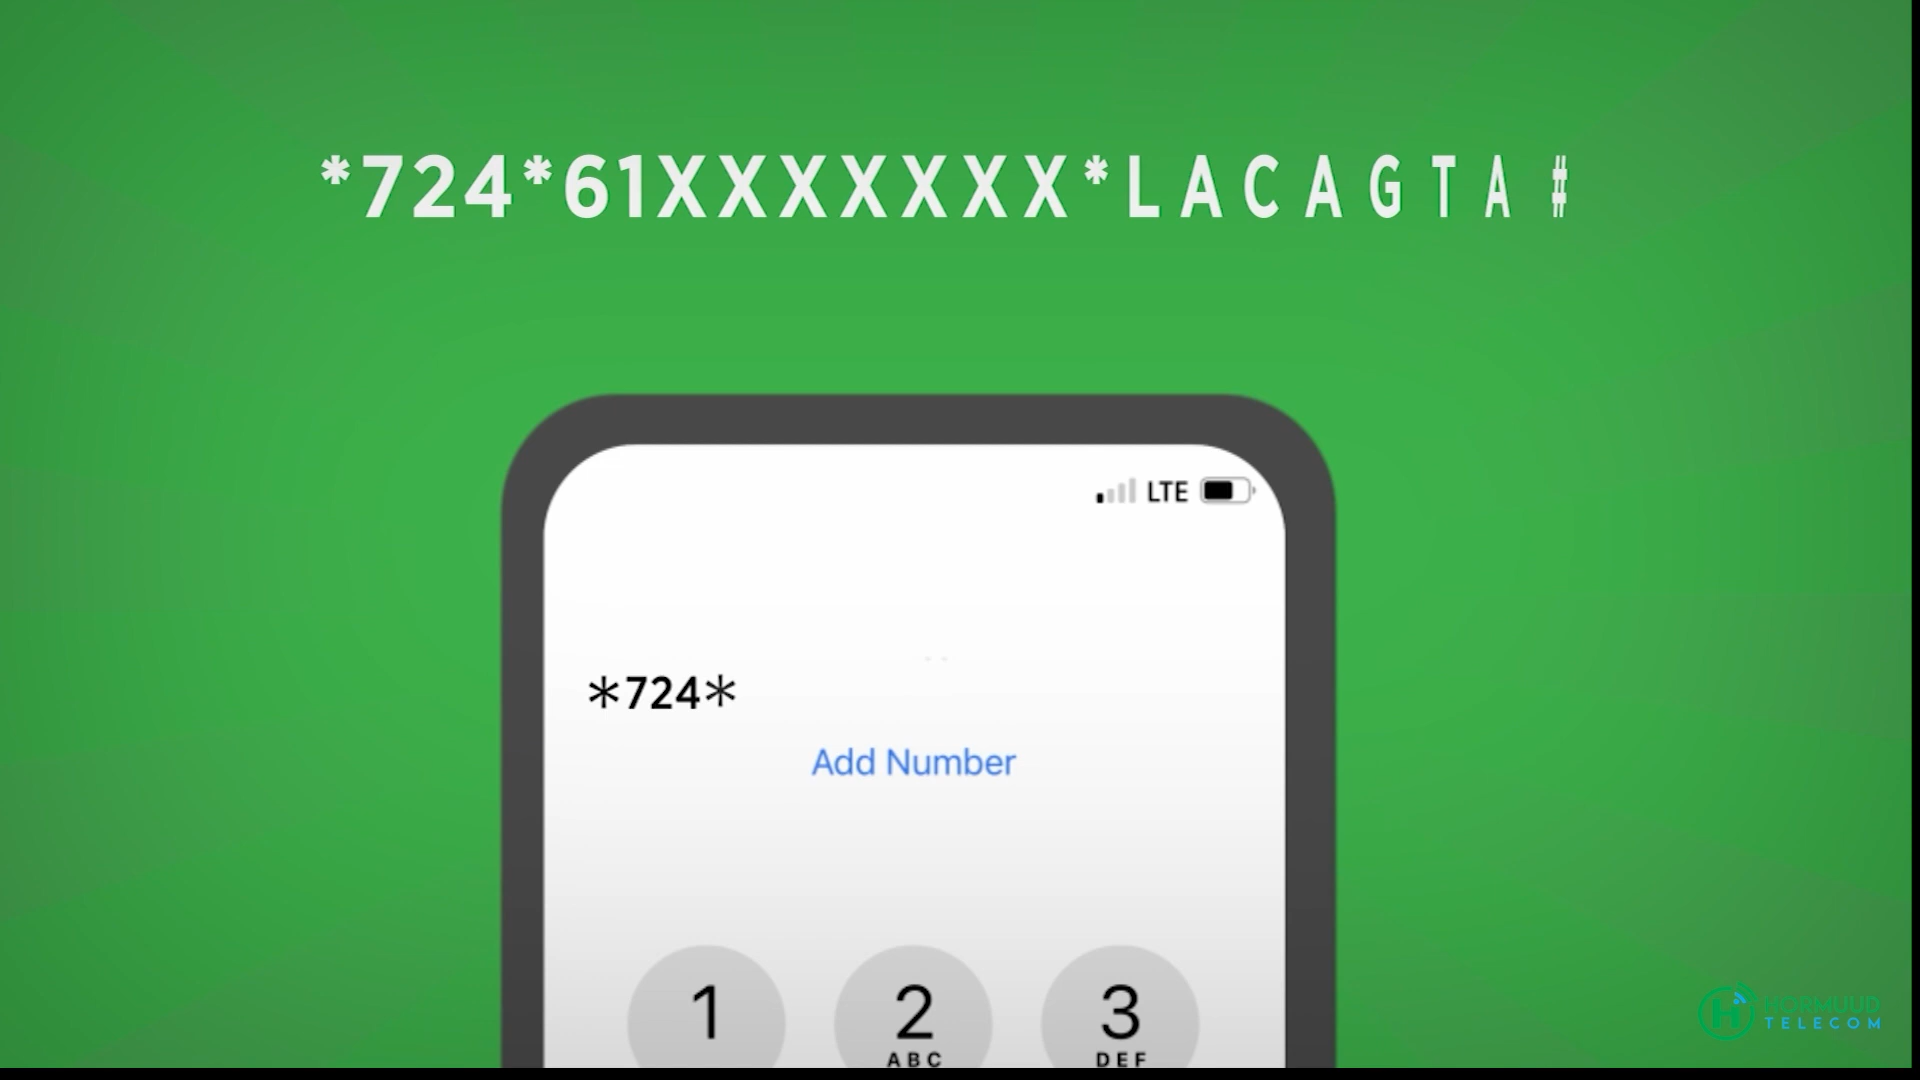 *724*61XXXXXXX*LACAGTA#
LTE
*724*
Add Number
1 2 3
ABC DEF
HORMUUD
TELECOM